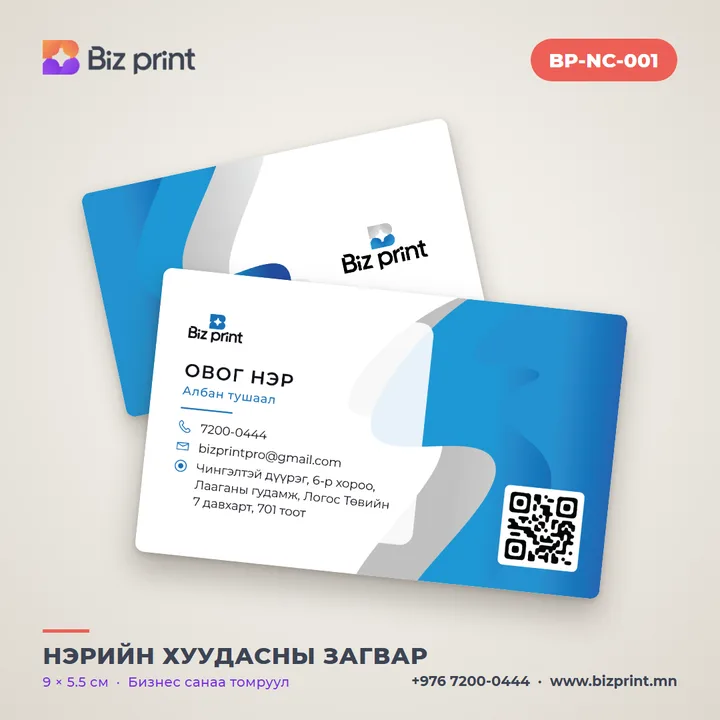 Biz print
BP-NC-001
Biz print
Biz print
ОВОГ НЭР
Албан тушаал
7200-0444
bizprintpro@gmail.com
Чингэлтэй дүүрэг, 6-р хороо,
Лааганы гудамж, Логос Төвийн
7 давхарт, 701 тоот
НЭРИЙН ХУУДАСНЫ ЗАГВАР
9 × 5.5 см · Бизнес санаа томруул
+976 7200-0444 · www.bizprint.mn